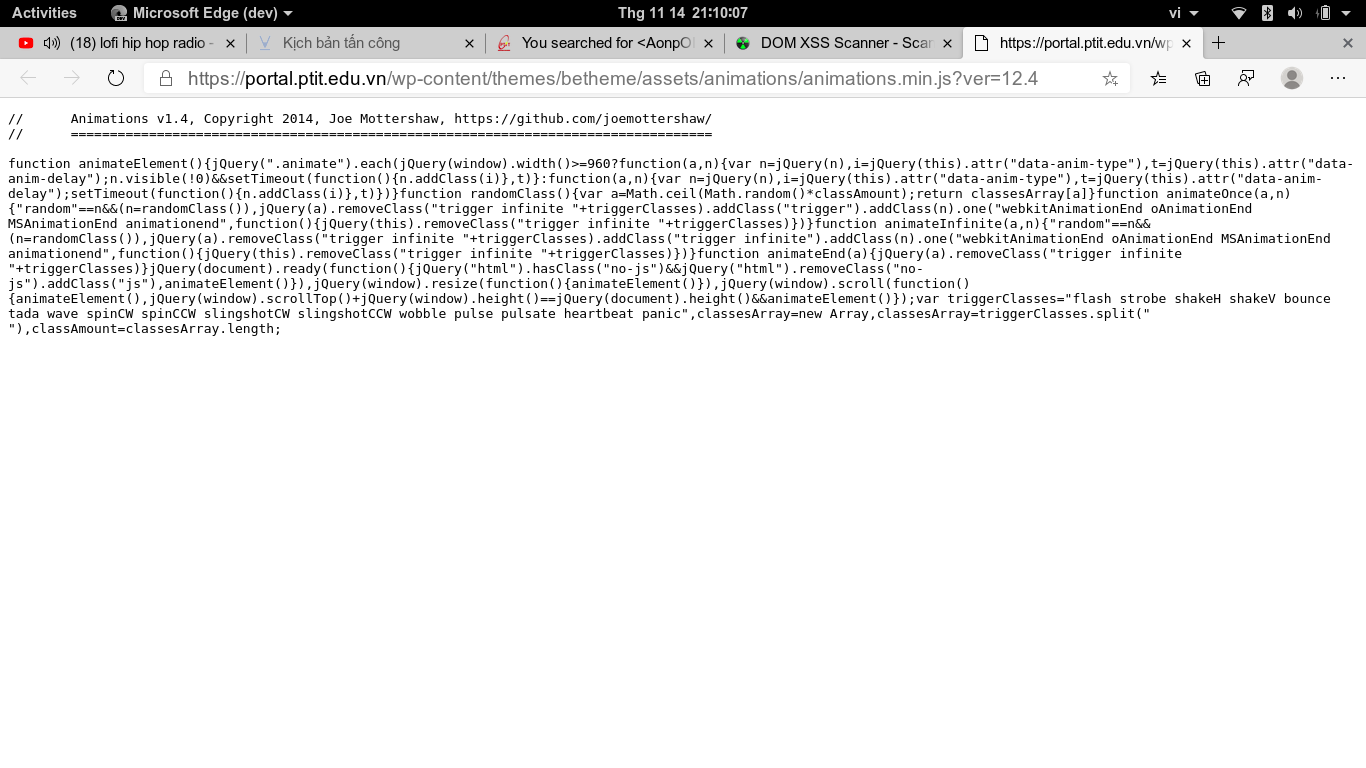 Activities Microsoft Edge (dev) Thg 11 14 21:10:07 vi
(18) lofi hip hop radio - Kịch bản tấn công You searched for <AonpO DOM XSS Scanner - Scan https://portal.ptit.edu.vn/wp
https://portal.ptit.edu.vn/wp-content/themes/betheme/assets/animations/animations.min.js?ver=12.4
// Animations v1.4, Copyright 2014, Joe Mottershaw, https://github.com/joemottershaw/
// ==================================================================================
function animateElement(){jQuery(".animate").each(jQuery(window).width()>=960?function(a,n){var n=jQuery(n),i=jQuery(this).attr("data-anim-type"),t=jQuery(this).attr("data-
anim-delay");n.visible(!0)&&setTimeout(function(){n.addClass(i)},t)}:function(a,n){var n=jQuery(n),i=jQuery(this).attr("data-anim-type"),t=jQuery(this).attr("data-anim-
delay");setTimeout(function(){n.addClass(i)},t)})}function randomClass(){var a=Math.ceil(Math.random()*classAmount);return classesArray[a]}function animateOnce(a,n)
{"random"==n&&(n=randomClass()),jQuery(a).removeClass("trigger infinite "+triggerClasses).addClass("trigger").addClass(n).one("webkitAnimationEnd oAnimationEnd
MSAnimationEnd animationend",function(){jQuery(this).removeClass("trigger infinite "+triggerClasses)})}function animateInfinite(a,n){"random"==n&&
(n=randomClass()),jQuery(a).removeClass("trigger infinite "+triggerClasses).addClass("trigger infinite").addClass(n).one("webkitAnimationEnd oAnimationEnd MSAnimationEnd
animationend",function(){jQuery(this).removeClass("trigger infinite "+triggerClasses)})}function animateEnd(a){jQuery(a).removeClass("trigger infinite
"+triggerClasses)}jQuery(document).ready(function(){jQuery("html").hasClass("no-js")&&jQuery("html").removeClass("no-
js").addClass("js"),animateElement()}),jQuery(window).resize(function(){animateElement()}),jQuery(window).scroll(function()
{animateElement(),jQuery(window).scrollTop()+jQuery(window).height()==jQuery(document).height()&&animateElement()});var triggerClasses="flash strobe shakeH shakeV bounce
tada wave spinCW spinCCW slingshotCW slingshotCCW wobble pulse pulsate heartbeat panic",classesArray=new Array,classesArray=triggerClasses.split("
"),classAmount=classesArray.length;